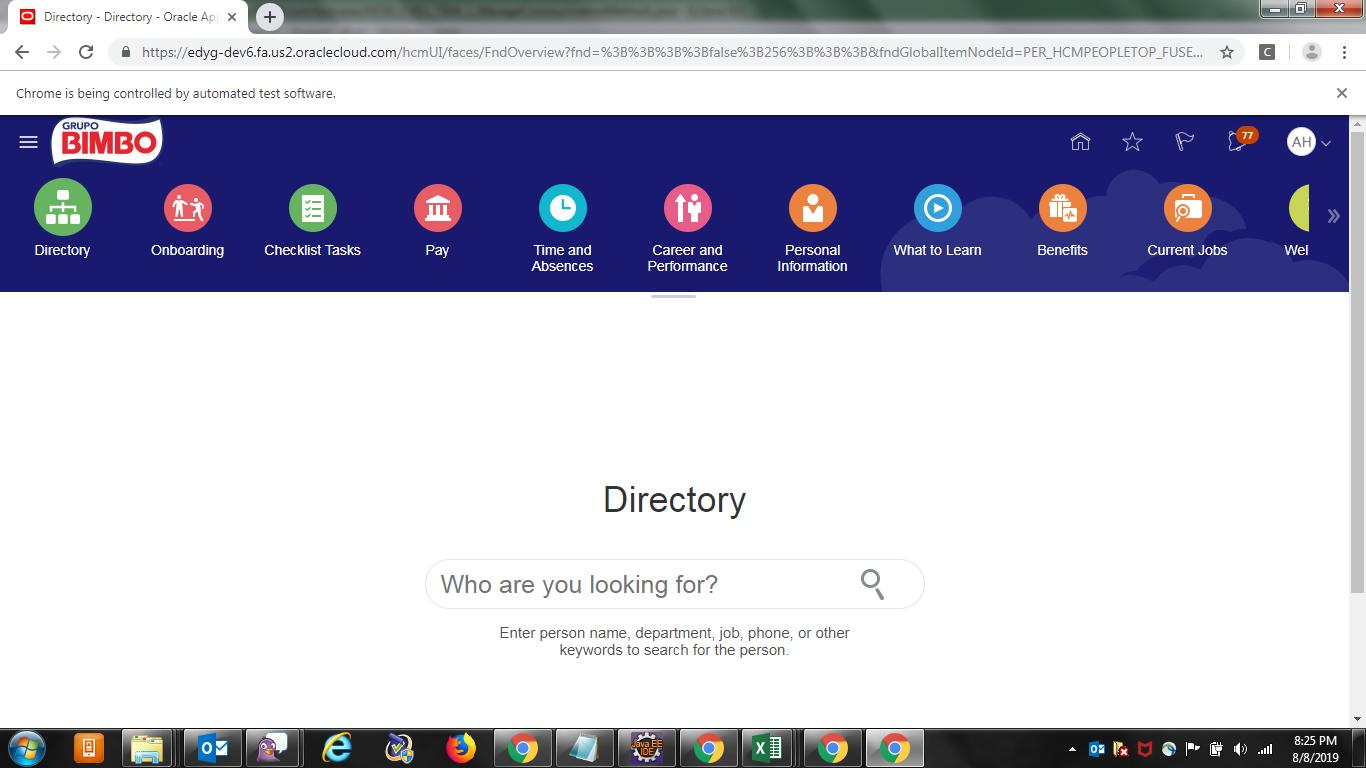 Directory - Directory - Oracle App
https://edyg-dev6.fa.us2.oraclecloud.com/hcmUI/faces/FndOverview?fnd=%3B%3B%3B%3Bfalse%3B256%3B%3B%3B&fndGlobalItemNodeId=PER_HCMPEOPLETOP_FUSE...
C
Chrome is being controlled by automated test software.
GRUPO
BIMBO
77
AH
Directory
Onboarding
Checklist Tasks
Pay
Time and
Absences
Career and
Performance
Personal
Information
What to Learn
Benefits
Current Jobs
Wel
Directory
Who are you looking for?
Enter person name, department, job, phone, or other
keywords to search for the person.
Java EE
IDE
8:25 PM
8/8/2019